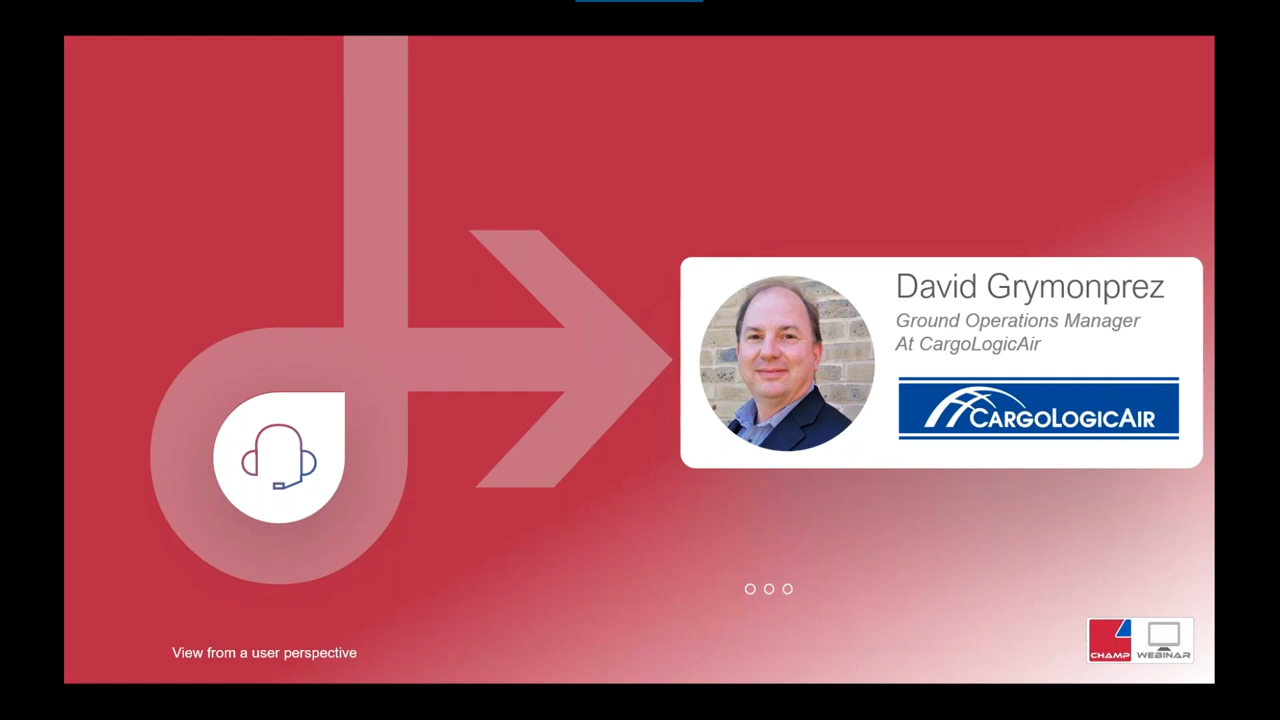 David Grymonprez
Ground Operations Manager
At CargoLogicAir
CARGOLOGICAIR
View from a user perspective
CHAMP WEBINAR